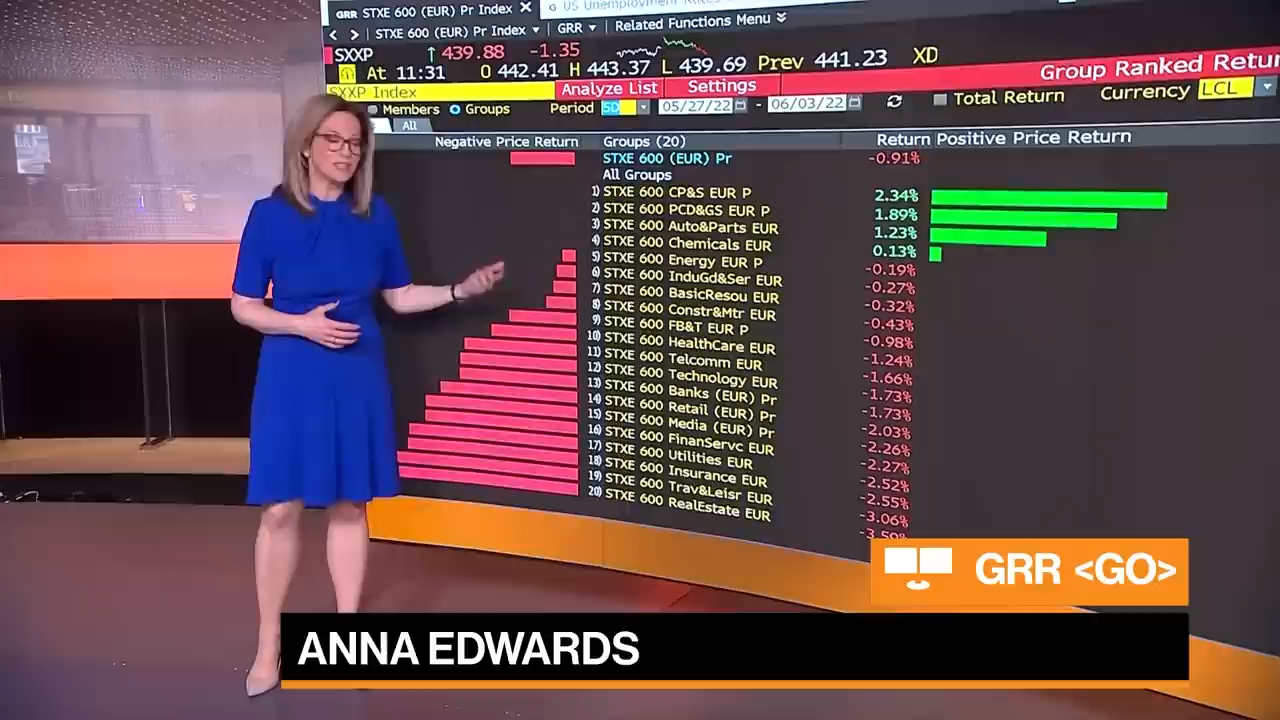 GRR STXE 600 (EUR) Pr Index ✕ G US Unemployment
< > STXE 600 (EUR) Pr Index ▾ GRR ▾ Related Functions Menu
SXXP ↑ 439.88 -1.35
At 11:31 O 442.41 H 443.37 L 439.69 Prev 441.23 XD
SXXP Index Analyze List Settings Group Ranked Retur
Members Groups Period 5D 05/27/22 - 06/03/22 Total Return Currency LCL
All
Negative Price Return Groups (20) Return Positive Price Return
STXE 600 (EUR) Pr -0.91%
All Groups
1) STXE 600 CP&S EUR P 2.34%
2) STXE 600 PCD&GS EUR P 1.89%
3) STXE 600 Auto&Parts EUR 1.23%
4) STXE 600 Chemicals EUR 0.13%
5) STXE 600 Energy EUR P -0.19%
6) STXE 600 InduGd&Ser EUR -0.27%
7) STXE 600 BasicResou EUR -0.32%
8) STXE 600 Constr&Mtr EUR -0.43%
9) STXE 600 FB&T EUR P -0.98%
10) STXE 600 HealthCare EUR -1.24%
11) STXE 600 Telcomm EUR -1.66%
12) STXE 600 Technology EUR -1.73%
13) STXE 600 Banks (EUR) Pr -1.73%
14) STXE 600 Retail (EUR) Pr -2.03%
15) STXE 600 Media (EUR) Pr -2.26%
16) STXE 600 FinanServc EUR -2.27%
17) STXE 600 Utilities EUR -2.52%
18) STXE 600 Insurance EUR -2.55%
19) STXE 600 Trav&Leisr EUR -3.06%
20) STXE 600 RealEstate EUR -3.59%
GRR <GO>
ANNA EDWARDS